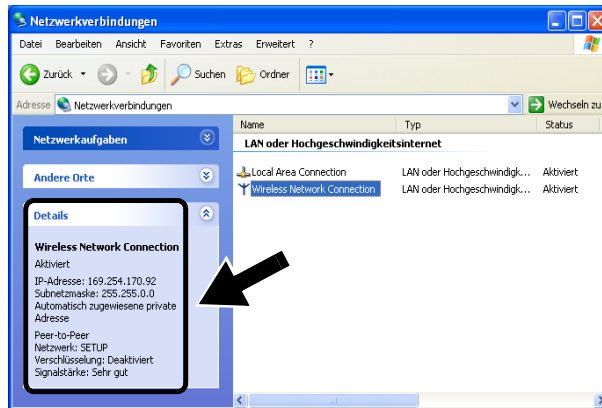 Netzwerkverbindungen
Datei Bearbeiten Ansicht Favoriten Extras Erweitert ?
Zurück Suchen Ordner
Adresse Netzwerkverbindungen Wechseln zu
Netzwerkaufgaben
Andere Orte
Details
Wireless Network Connection
Aktiviert
IP-Adresse: 169.254.170.92
Subnetzmaske: 255.255.0.0
Automatisch zugewiesene private
Adresse
Peer-to-Peer
Netzwerk: SETUP
Verschlüsselung: Deaktiviert
Signalstärke: Sehr gut
Name Typ Status
LAN oder Hochgeschwindigkeitsinternet
Local Area Connection LAN oder Hochgeschwindigk... Aktiviert
Wireless Network Connection LAN oder Hochgeschwindigk... Aktiviert